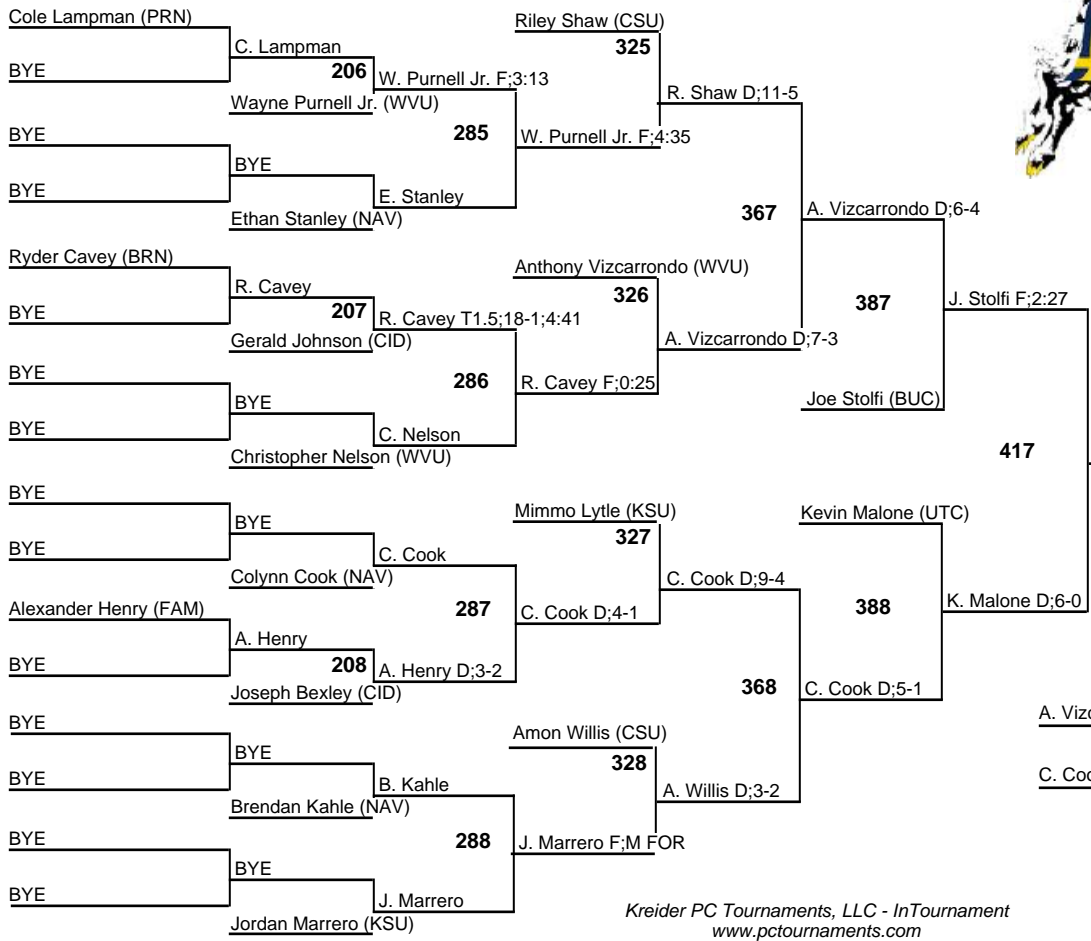 Cole Lampman (PRN)
BYE
C. Lampman
206
Wayne Purnell Jr. (WVU)
W. Purnell Jr. F;3:13
BYE
BYE
BYE
Ethan Stanley (NAV)
E. Stanley
285
W. Purnell Jr. F;4:35
Riley Shaw (CSU)
325
R. Shaw D;11-5
Ryder Cavey (BRN)
BYE
R. Cavey
207
Gerald Johnson (CID)
R. Cavey T1.5;18-1;4:41
BYE
BYE
BYE
Christopher Nelson (WVU)
C. Nelson
286
R. Cavey F;0:25
Anthony Vizcarrondo (WVU)
326
A. Vizcarrondo D;7-3
367
A. Vizcarrondo D;6-4
387
Joe Stolfi (BUC)
J. Stolfi F;2:27
BYE
BYE
BYE
Colynn Cook (NAV)
C. Cook
Alexander Henry (FAM)
BYE
A. Henry
208
Joseph Bexley (CID)
A. Henry D;3-2
287
C. Cook D;4-1
Mimmo Lytle (KSU)
327
C. Cook D;9-4
BYE
BYE
BYE
Brendan Kahle (NAV)
B. Kahle
BYE
BYE
BYE
Jordan Marrero (KSU)
J. Marrero
288
J. Marrero F;M FOR
Amon Willis (CSU)
328
A. Willis D;3-2
368
C. Cook D;5-1
Kevin Malone (UTC)
388
K. Malone D;6-0
417
A.
C.
Kreider PC Tournaments, LLC - InTournament
www.pctournaments.com